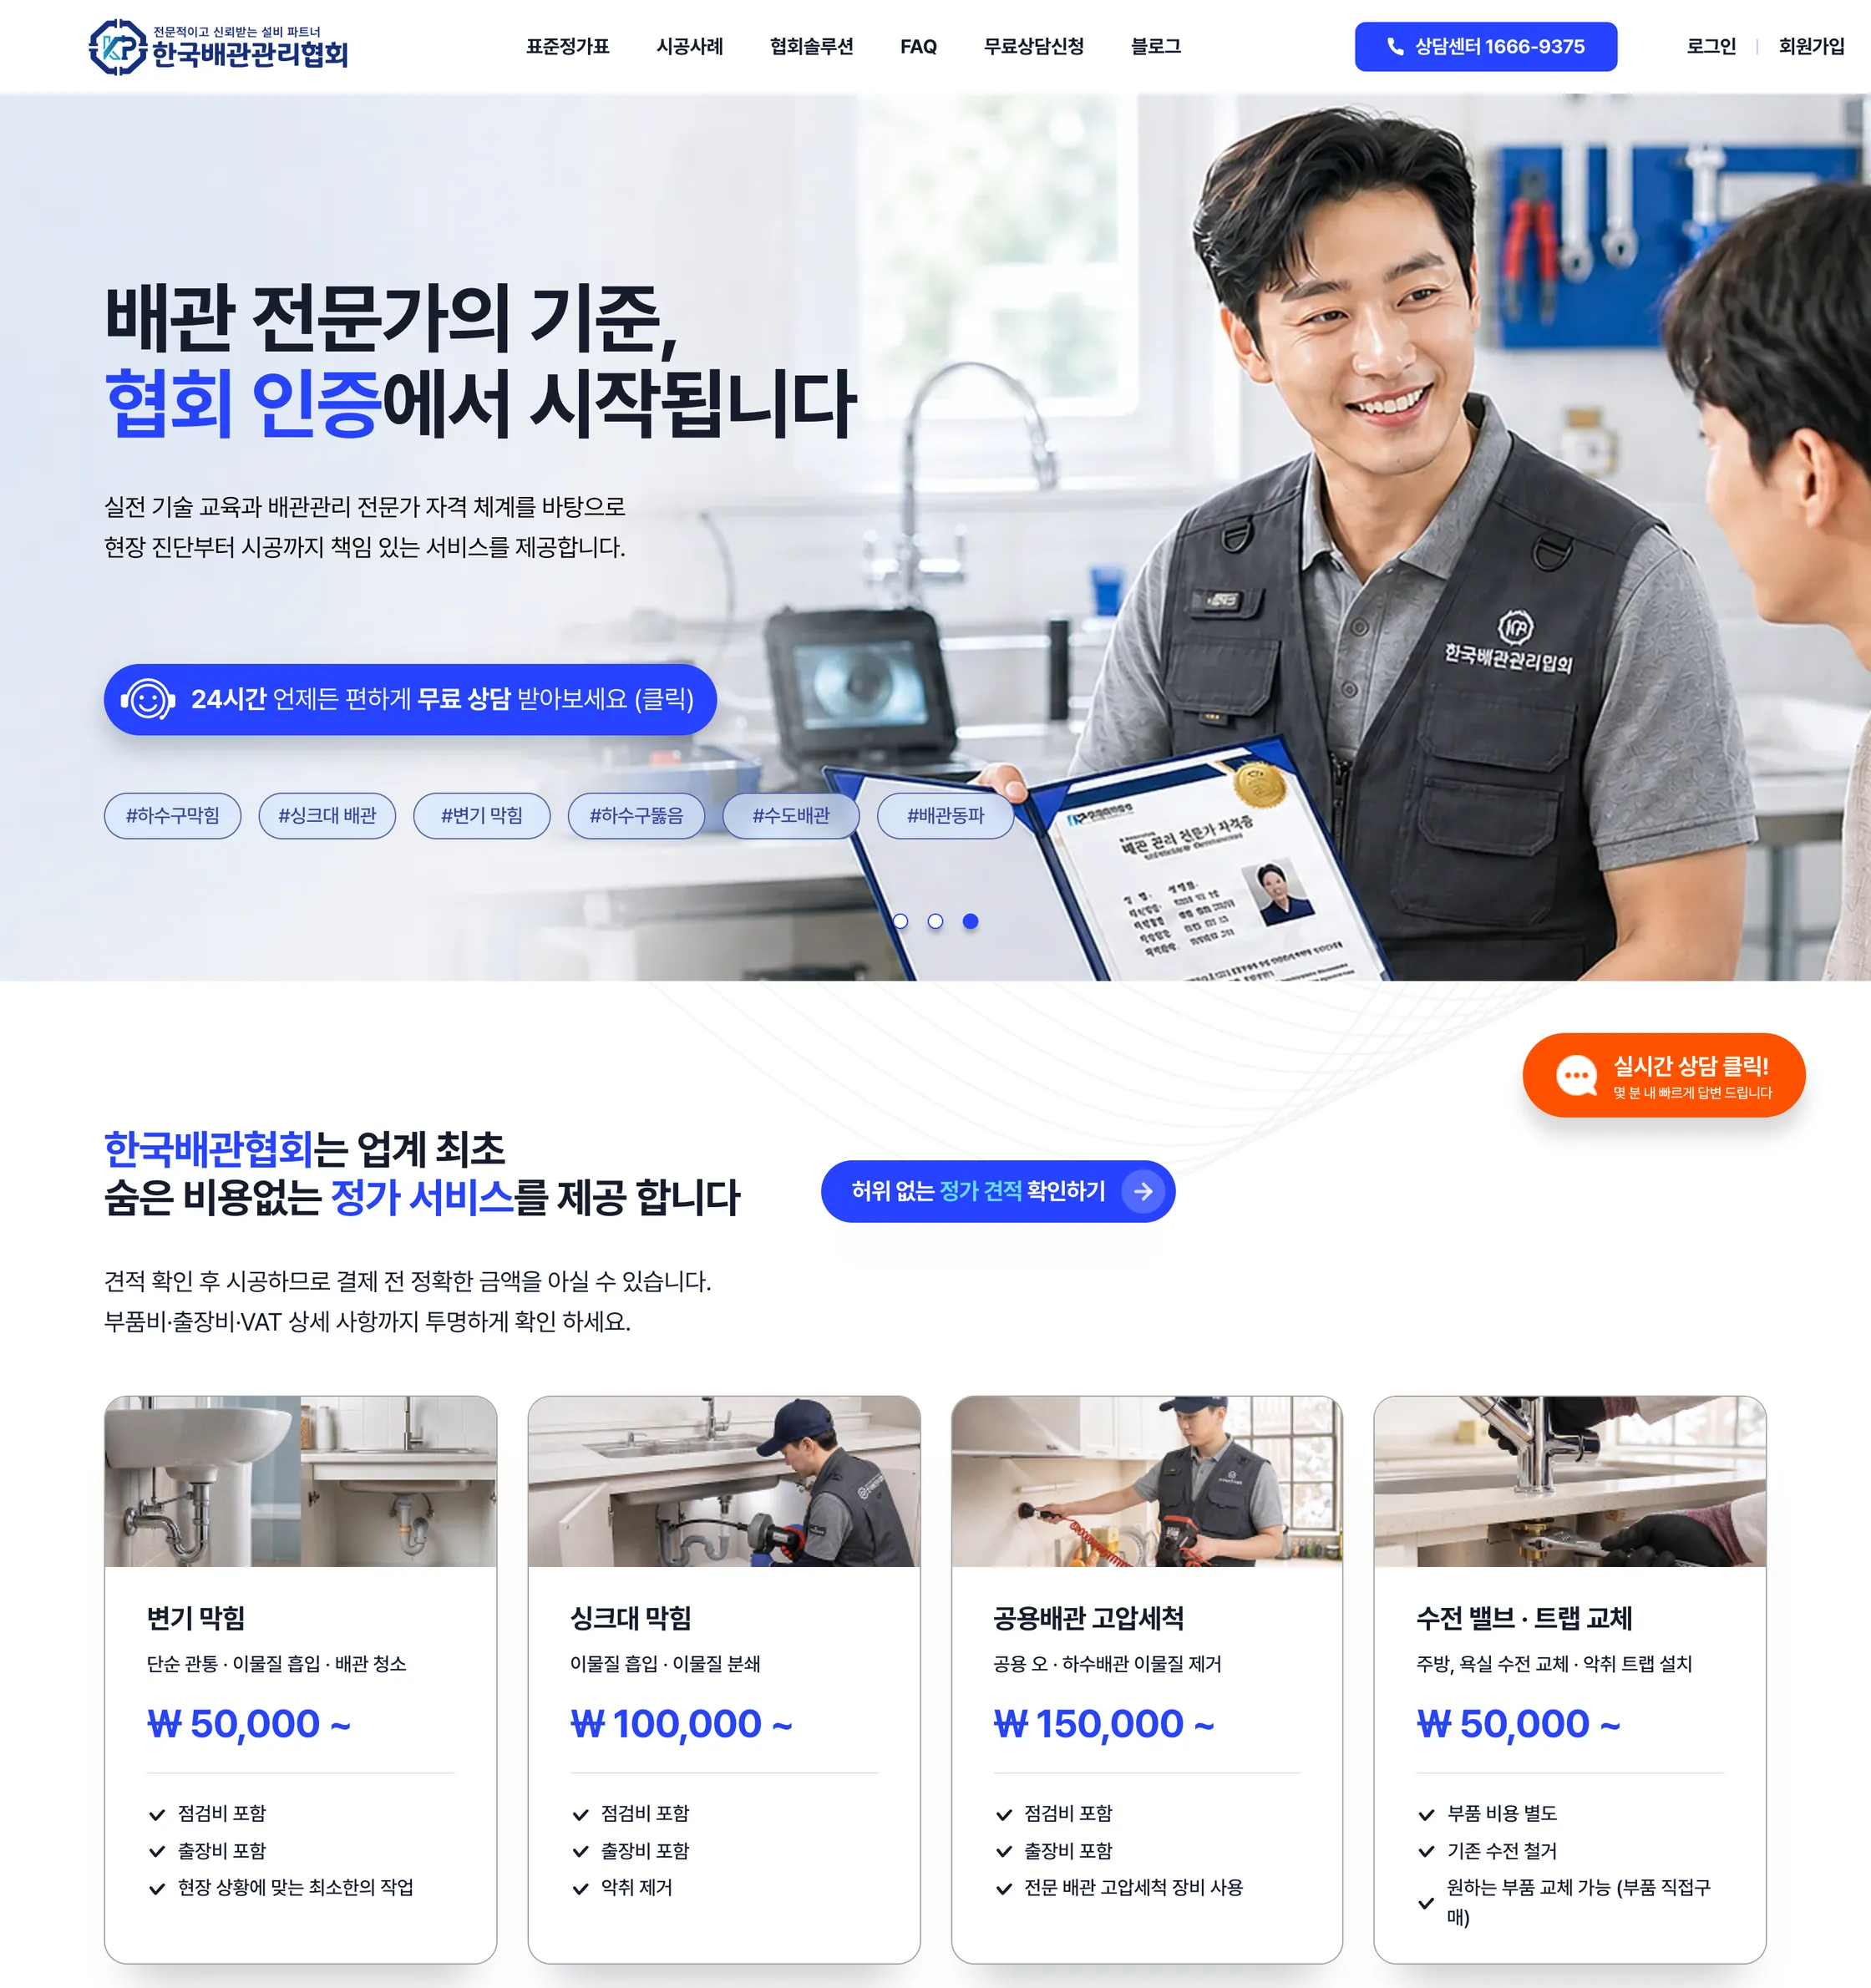 전문적이고 신뢰받는 설비 파트너
한국배관관리협회
표준정가표 시공사례 협회솔루션 FAQ 무료상담신청 블로그
상담센터 1666-9375
로그인 | 회원가입
배관 전문가의 기준,
협회 인증에서 시작됩니다
실전 기술 교육과 배관관리 전문가 자격 체계를 바탕으로
현장 진단부터 시공까지 책임 있는 서비스를 제공합니다.
24시간 언제든 편하게 무료 상담 받아보세요 (클릭)
#하수구막힘 #싱크대 배관 #변기 막힘 #하수구뚫음 #수도배관 #배관동파
배관 관리 전문가 자격증
실시간 상담 클릭!
몇 분 내 빠르게 답변 드립니다
한국배관협회는 업계 최초
숨은 비용없는 정가 서비스를 제공 합니다
허위 없는 정가 견적 확인하기
견적 확인 후 시공하므로 결제 전 정확한 금액을 아실 수 있습니다.
부품비·출장비·VAT 상세 사항까지 투명하게 확인 하세요.
변기 막힘
단순 관통 · 이물질 흡입 · 배관 청소
₩ 50,000 ~
점검비 포함
출장비 포함
현장 상황에 맞는 최소한의 작업
싱크대 막힘
이물질 흡입 · 이물질 분쇄
₩ 100,000 ~
점검비 포함
출장비 포함
악취 제거
공용배관 고압세척
공용 오 · 하수배관 이물질 제거
₩ 150,000 ~
점검비 포함
출장비 포함
전문 배관 고압세척 장비 사용
수전 밸브 · 트랩 교체
주방, 욕실 수전 교체 · 악취 트랩 설치
₩ 50,000 ~
부품 비용 별도
기존 수전 철거
원하는 부품 교체 가능 (부품 직접구
매)